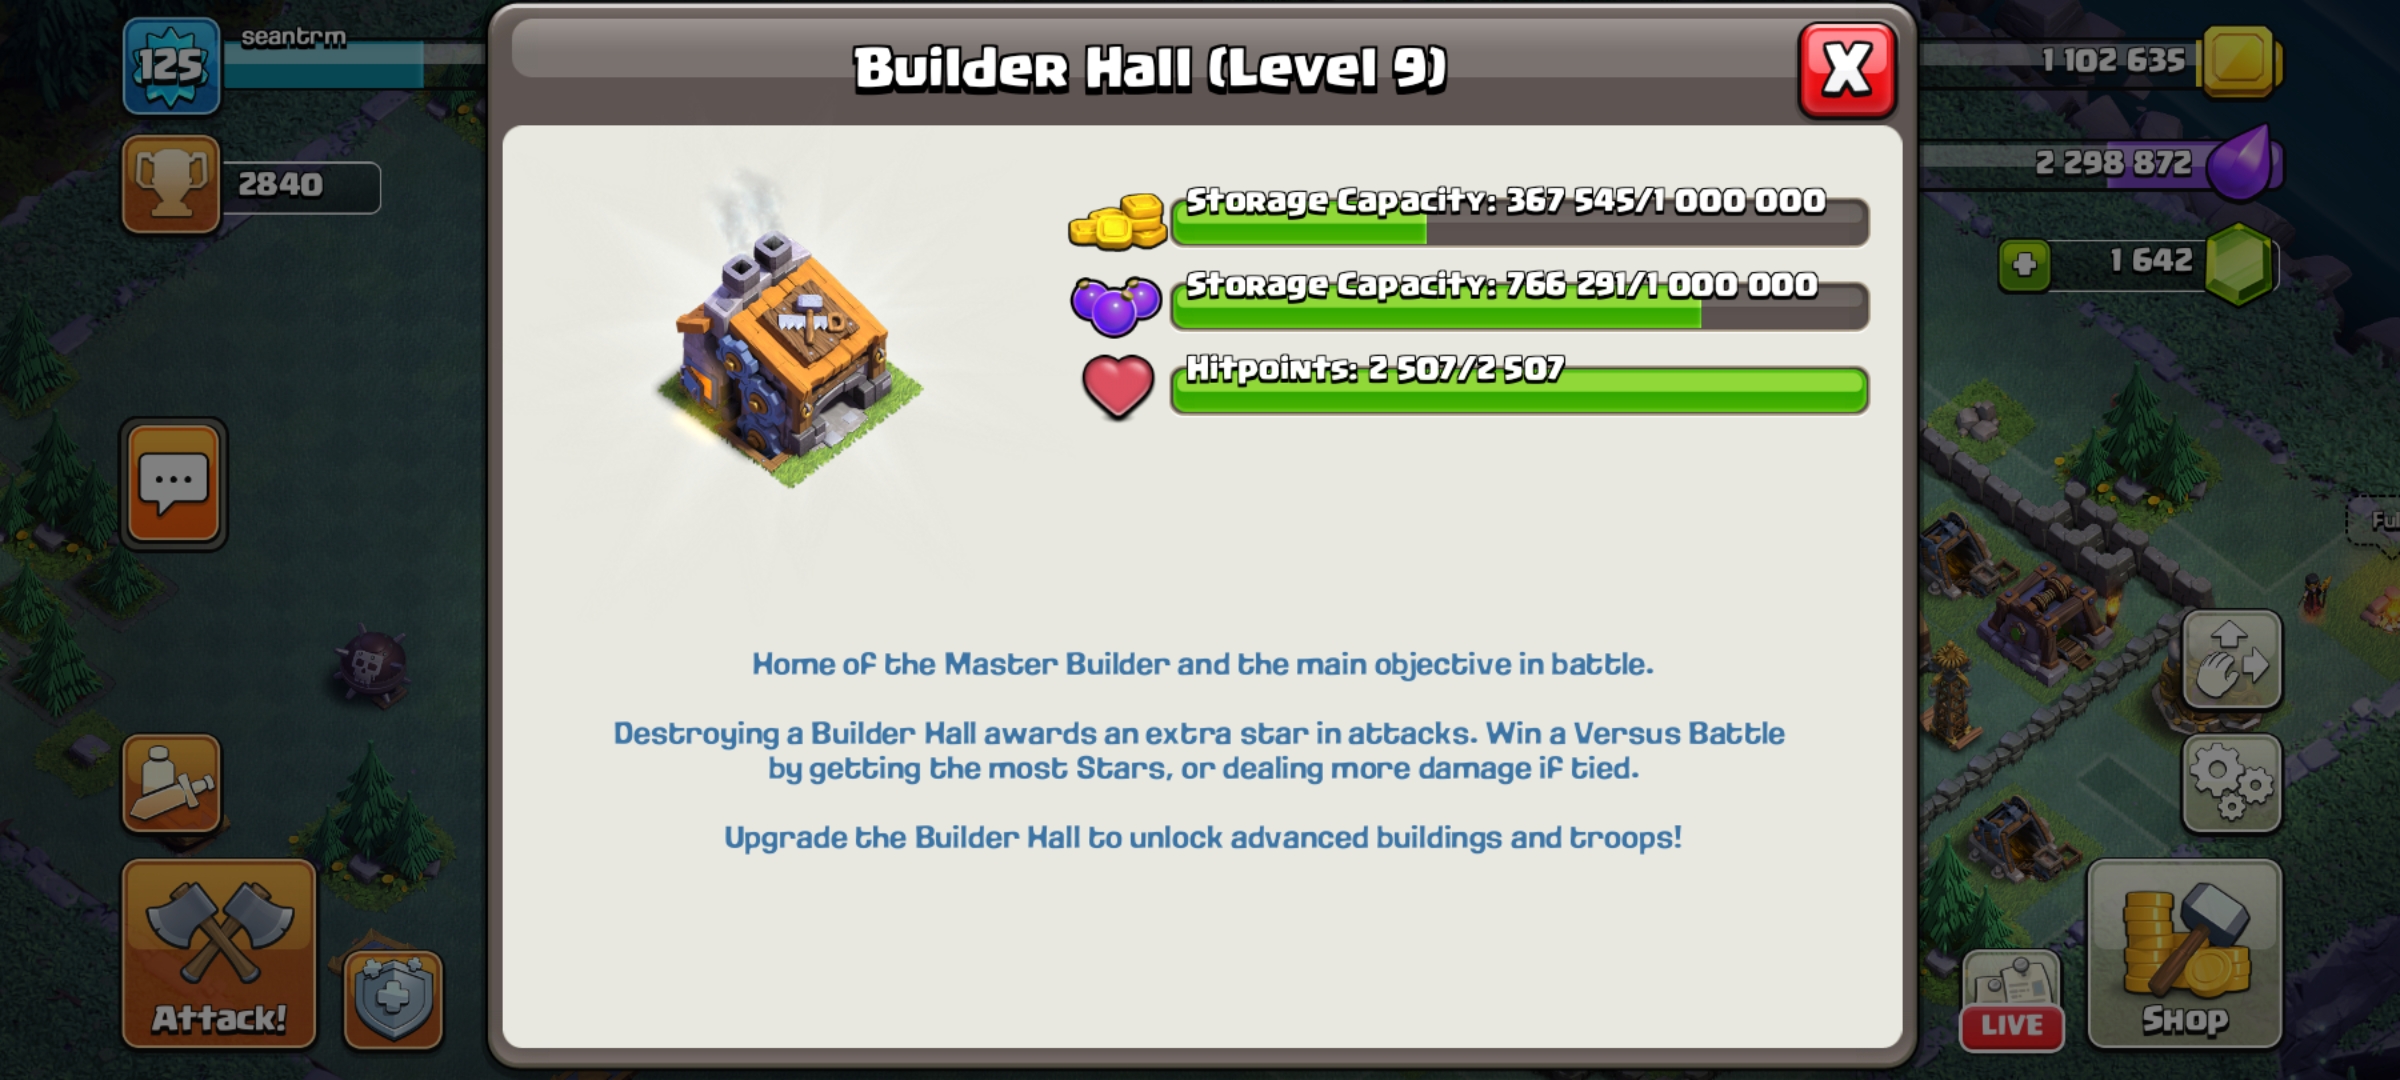 125
seantrm
2840
Builder Hall (Level 9)
X
1 102 635
2 298 872
1 642
Storage Capacity: 367 545/1 000 000
Storage Capacity: 766 291/1 000 000
Hitpoints: 2 507/2 507
Home of the Master Builder and the main objective in battle.
Destroying a Builder Hall awards an extra star in attacks. Win a Versus Battle
by getting the most Stars, or dealing more damage if tied.
Upgrade the Builder Hall to unlock advanced buildings and troops!
Attack!
LIVE
Shop